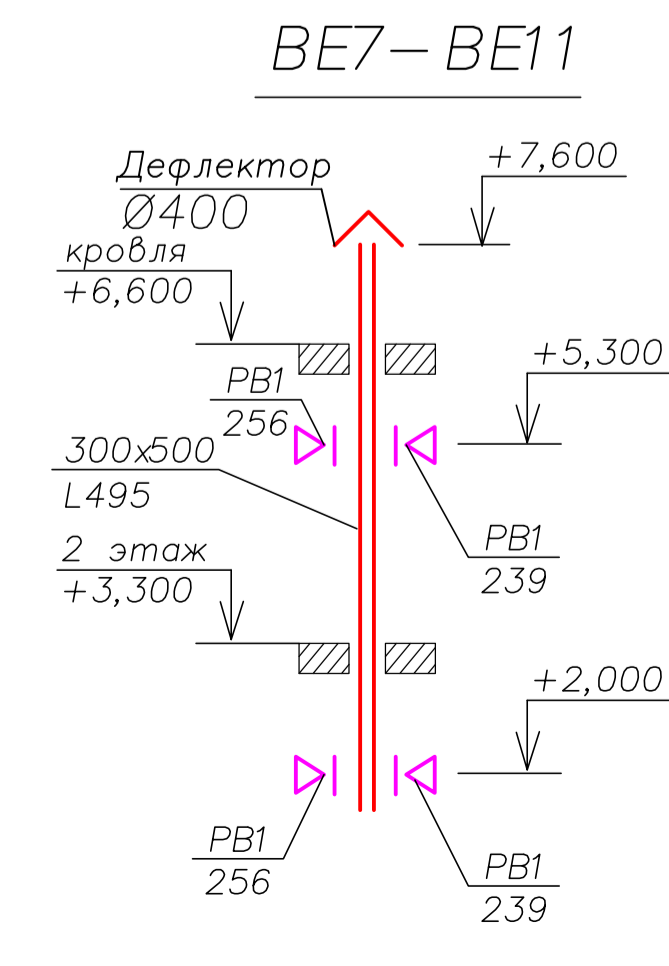 ВЕ7-ВЕ11
Дефлектор
Ø400
+7,600
кровля
+6,600
+5,300
РВ1
256
300х500
L495
РВ1
239
2 этаж
+3,300
+2,000
РВ1
256
РВ1
239